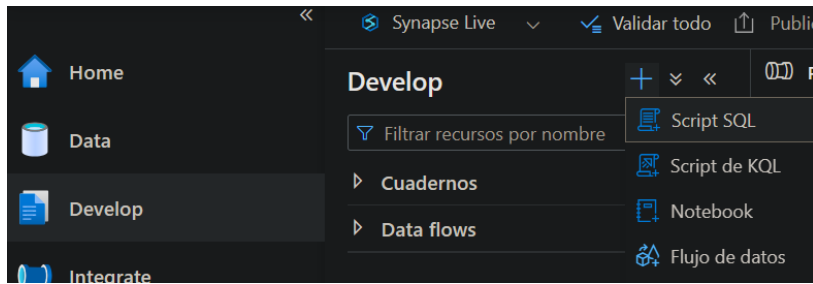 Synapse Live
Validar todo
Home
Develop
Data
Filtrar recursos por nombre
Script SQL
Script de KQL
Cuadernos
Develop
Notebook
Data flows
Flujo de datos
Integrate